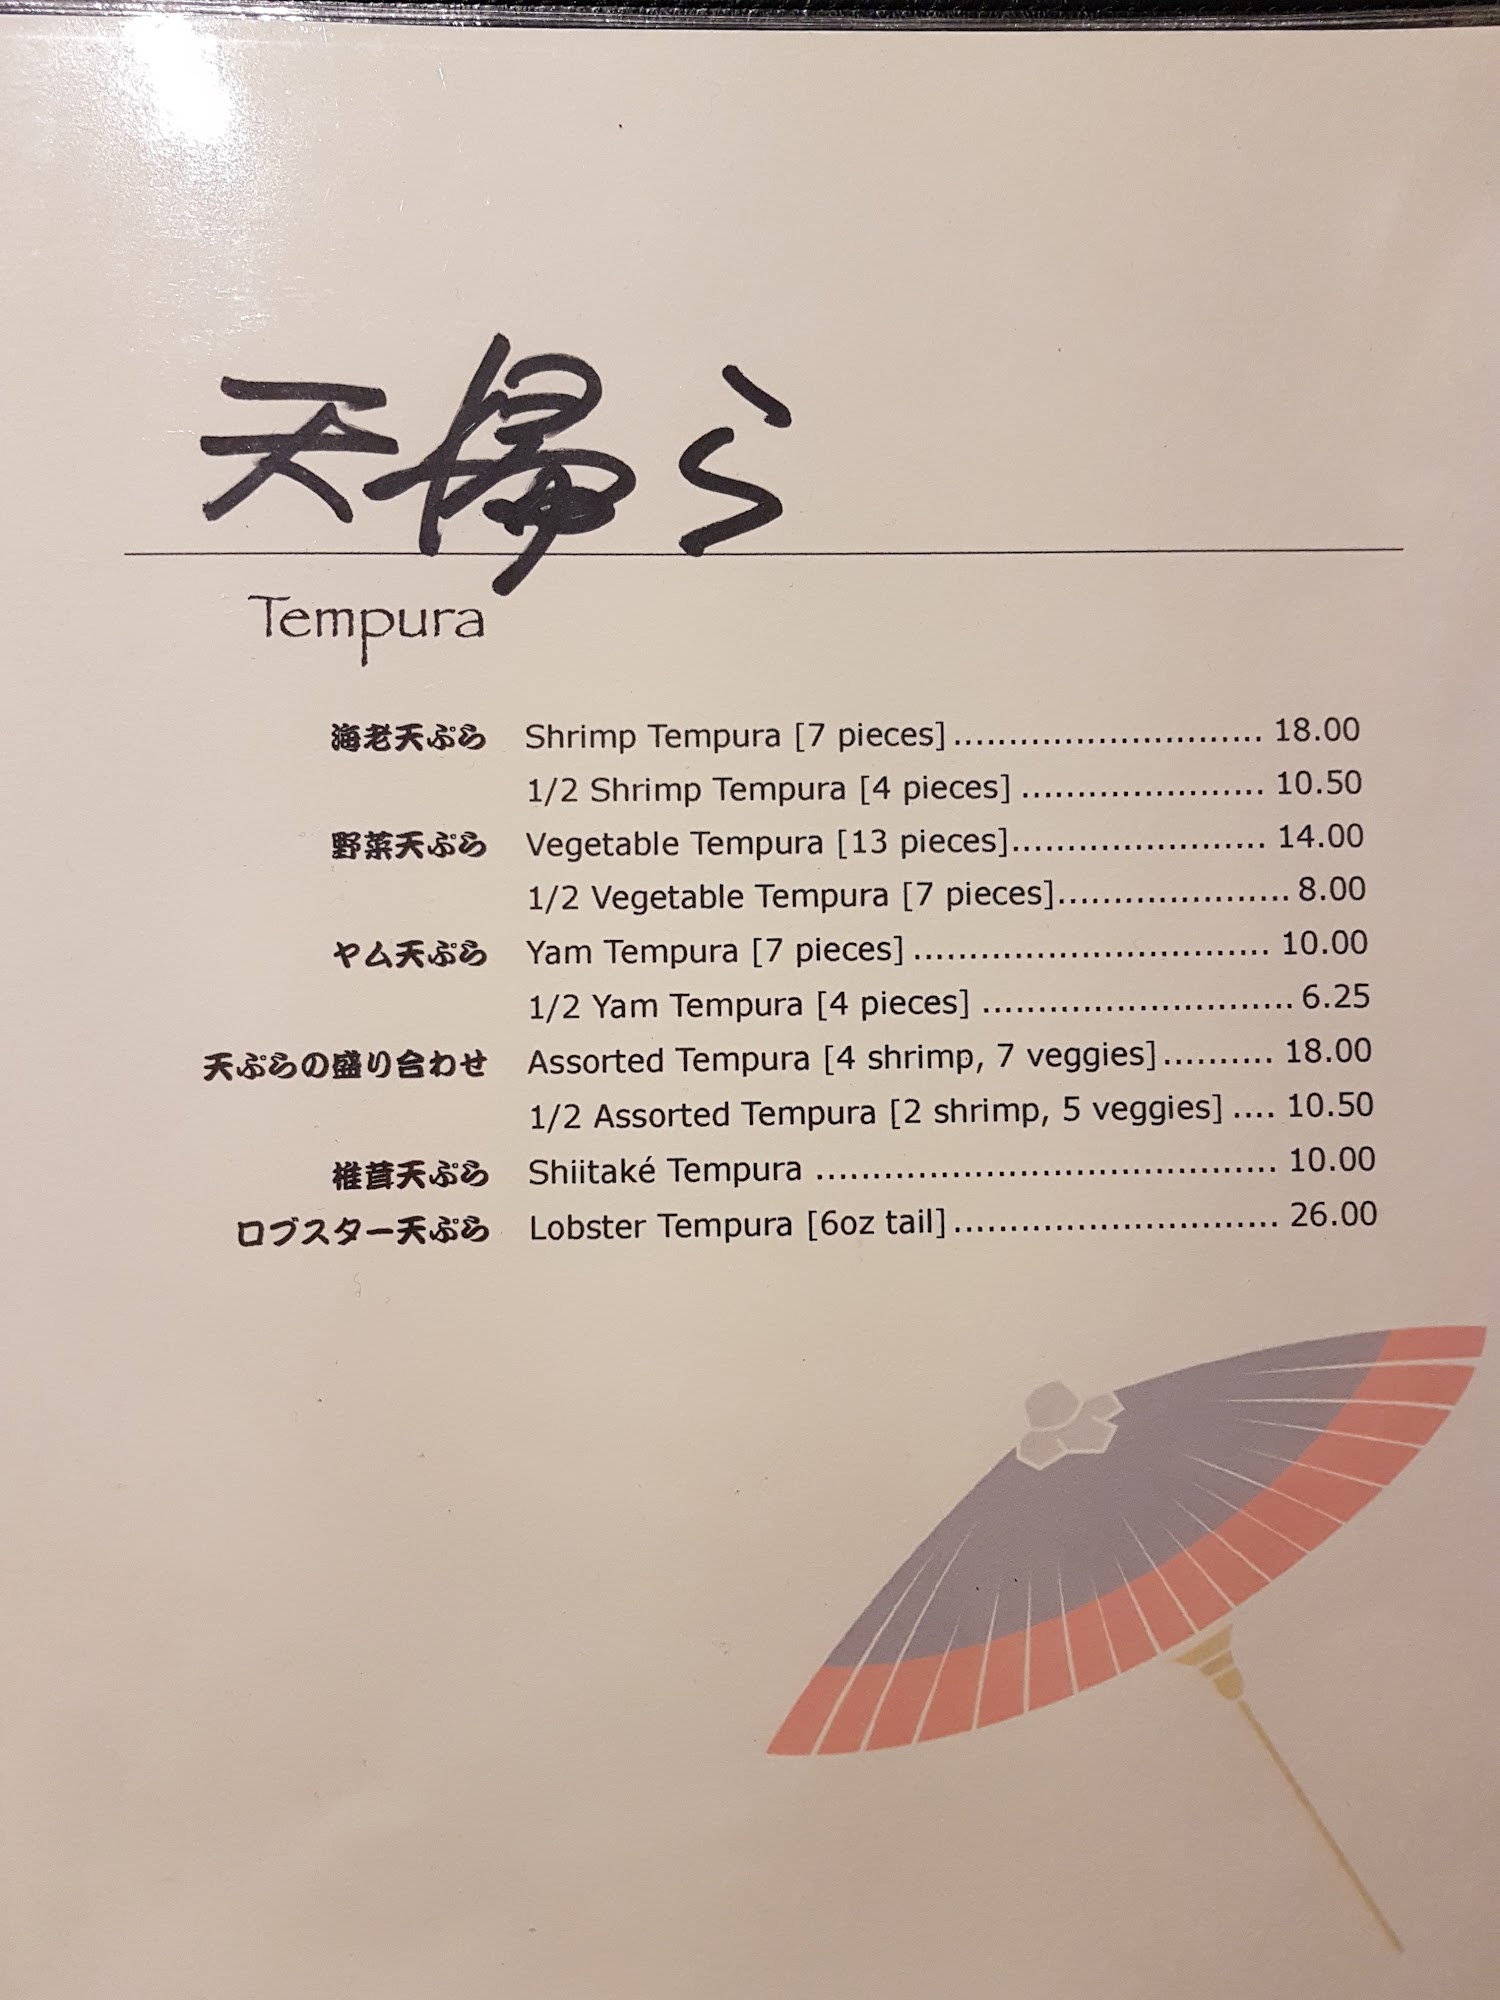 天婦ら
Tempura
海老天ぷら Shrimp Tempura [7 pieces]............................ 18.00
1/2 Shrimp Tempura [4 pieces] ...................... 10.50
野菜天ぷら Vegetable Tempura [13 pieces]....................... 14.00
1/2 Vegetable Tempura [7 pieces]..................... 8.00
ヤム天ぷら Yam Tempura [7 pieces] ................................ 10.00
1/2 Yam Tempura [4 pieces] ............................ 6.25
天ぷらの盛り合わせ Assorted Tempura [4 shrimp, 7 veggies].......... 18.00
1/2 Assorted Tempura [2 shrimp, 5 veggies] .... 10.50
椎茸天ぷら Shiitaké Tempura .......................................... 10.00
ロブスター天ぷら Lobster Tempura [6oz tail]............................. 26.00